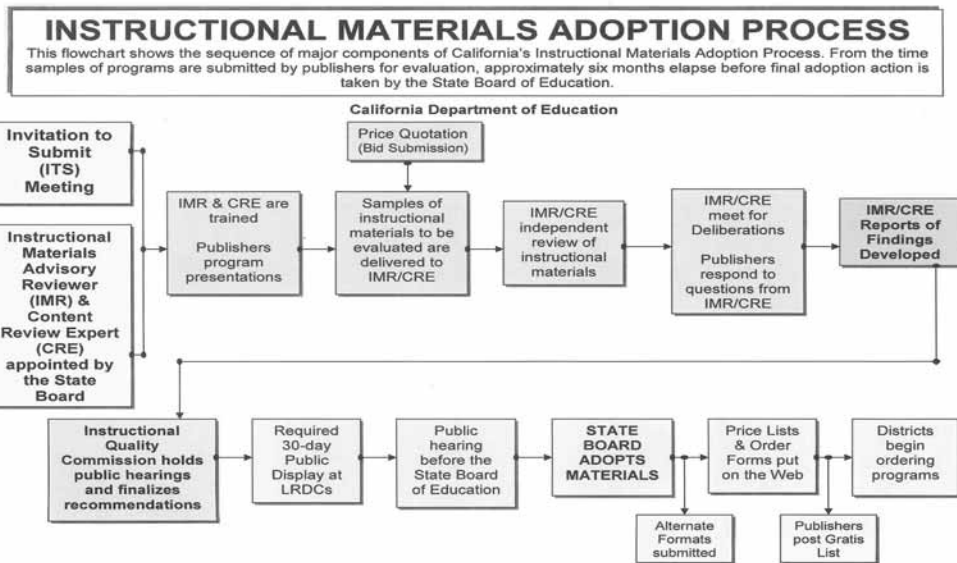 INSTRUCTIONAL MATERIALS ADOPTION PROCESS
This flowchart shows the sequence of major components of California's Instructional Materials Adoption Process. From the time
samples of programs are submitted by publishers for evaluation, approximately six months elapse before final adoption action is
taken by the State Board of Education.
California Department of Education
Invitation to
Submit
(ITS)
Meeting
Instructional
Materials
Advisory
Reviewer
(IMR) &
Content
Review Expert
(CRE)
appointed by
the State
Board
IMR & CRE are
trained
Publishers
program
presentations
Price Quotation
(Bid Submission)
Samples of
instructional
materials to be
evaluated are
delivered to
IMR/CRE
IMR/CRE
independent
review of
instructional
materials
IMR/CRE
meet for
Deliberations
Publishers
respond to
questions from
IMR/CRE
IMR/CRE
Reports of
Findings
Developed
Instructional
Quality
Commission holds
public hearings
and finalizes
recommendations
Required
30-day
Public
Display at
LRDCs
Public
hearing
before the
State Board
of Education
STATE
BOARD
ADOPTS
MATERIALS
Alternate
Formats
submitted
Price Lists
& Order
Forms put
on the Web
Publishers
post Gratis
List
Districts
begin
ordering
programs